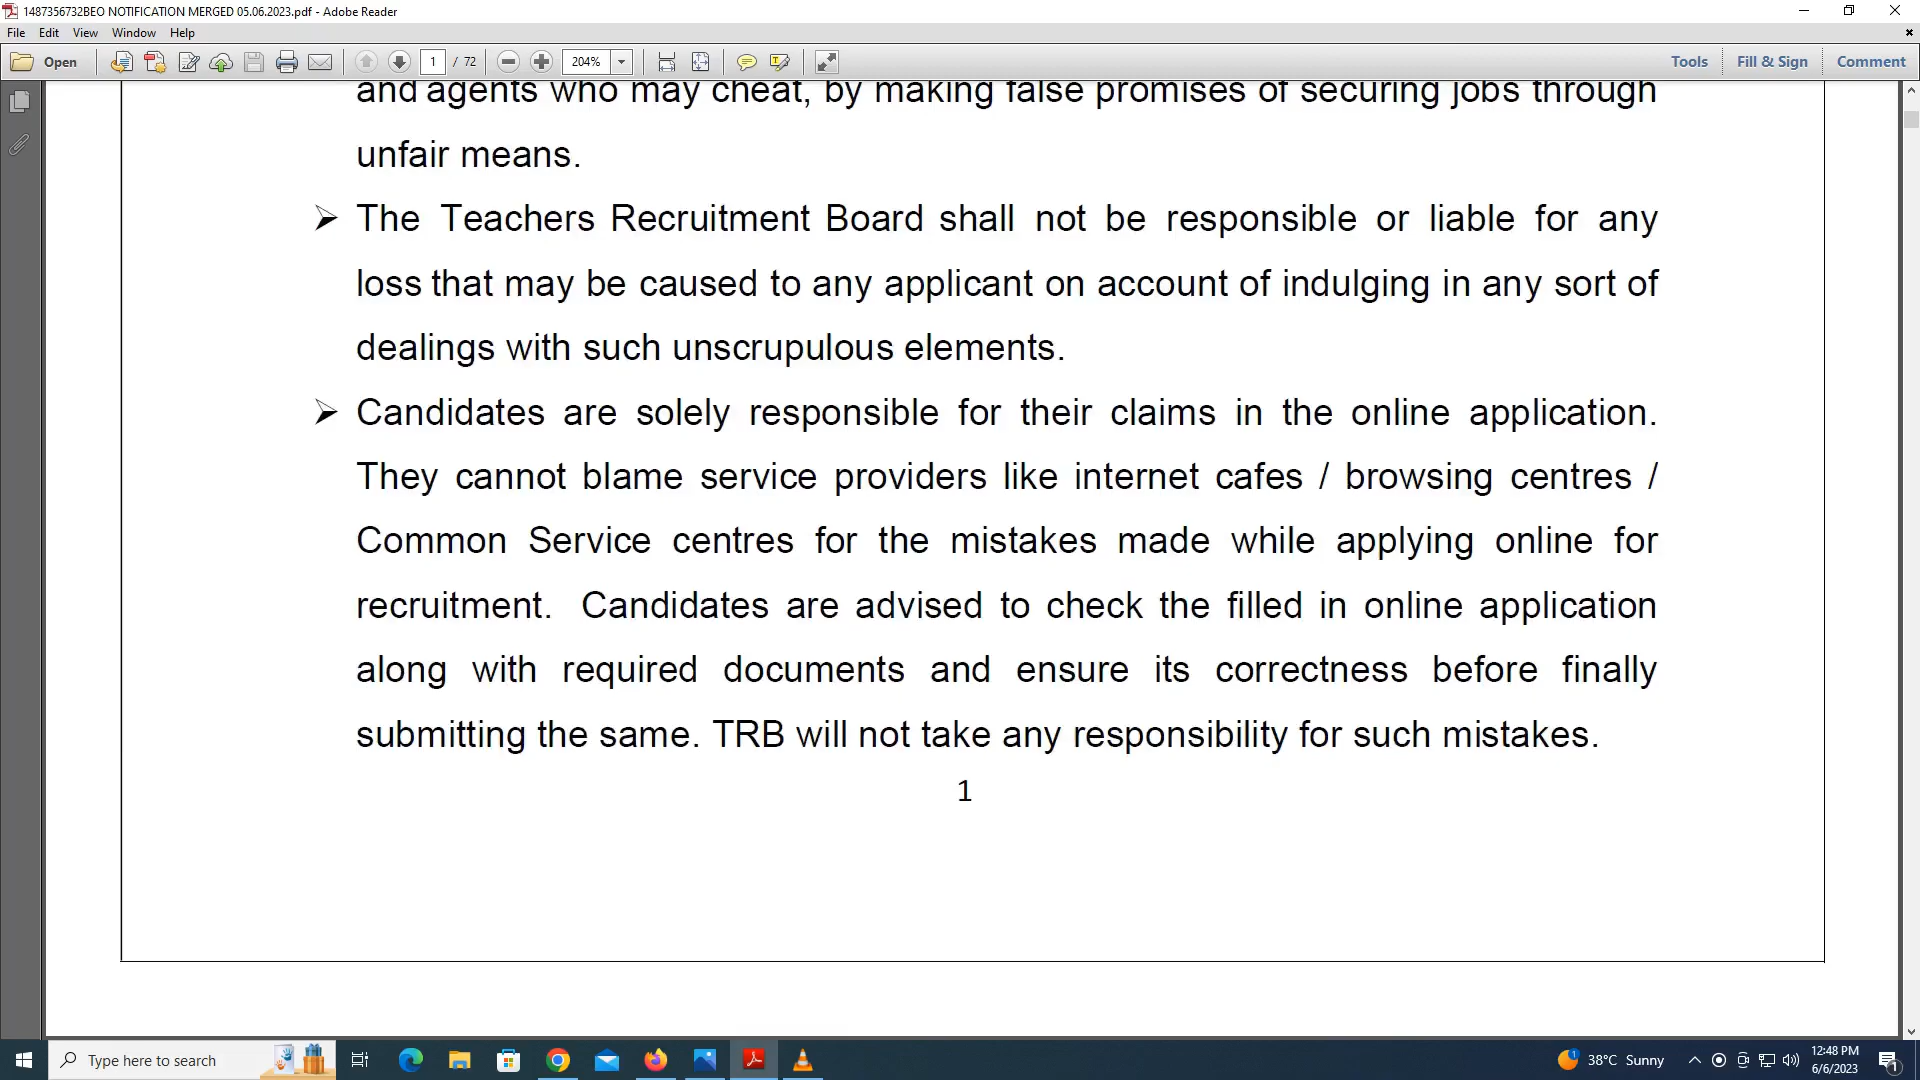 1487356732BEO NOTIFICATION MERGED 05.06.2023.pdf - Adobe Reader
File Edit View Window Help
Open 1 / 72 204% Tools Fill & Sign Comment
and agents who may cheat, by making false promises of securing jobs through
unfair means.
➢ The Teachers Recruitment Board shall not be responsible or liable for any
loss that may be caused to any applicant on account of indulging in any sort of
dealings with such unscrupulous elements.
➢ Candidates are solely responsible for their claims in the online application.
They cannot blame service providers like internet cafes / browsing centres /
Common Service centres for the mistakes made while applying online for
recruitment. Candidates are advised to check the filled in online application
along with required documents and ensure its correctness before finally
submitting the same. TRB will not take any responsibility for such mistakes.
1
Type here to search 1 38°C Sunny 12:48 PM 1
6/6/2023